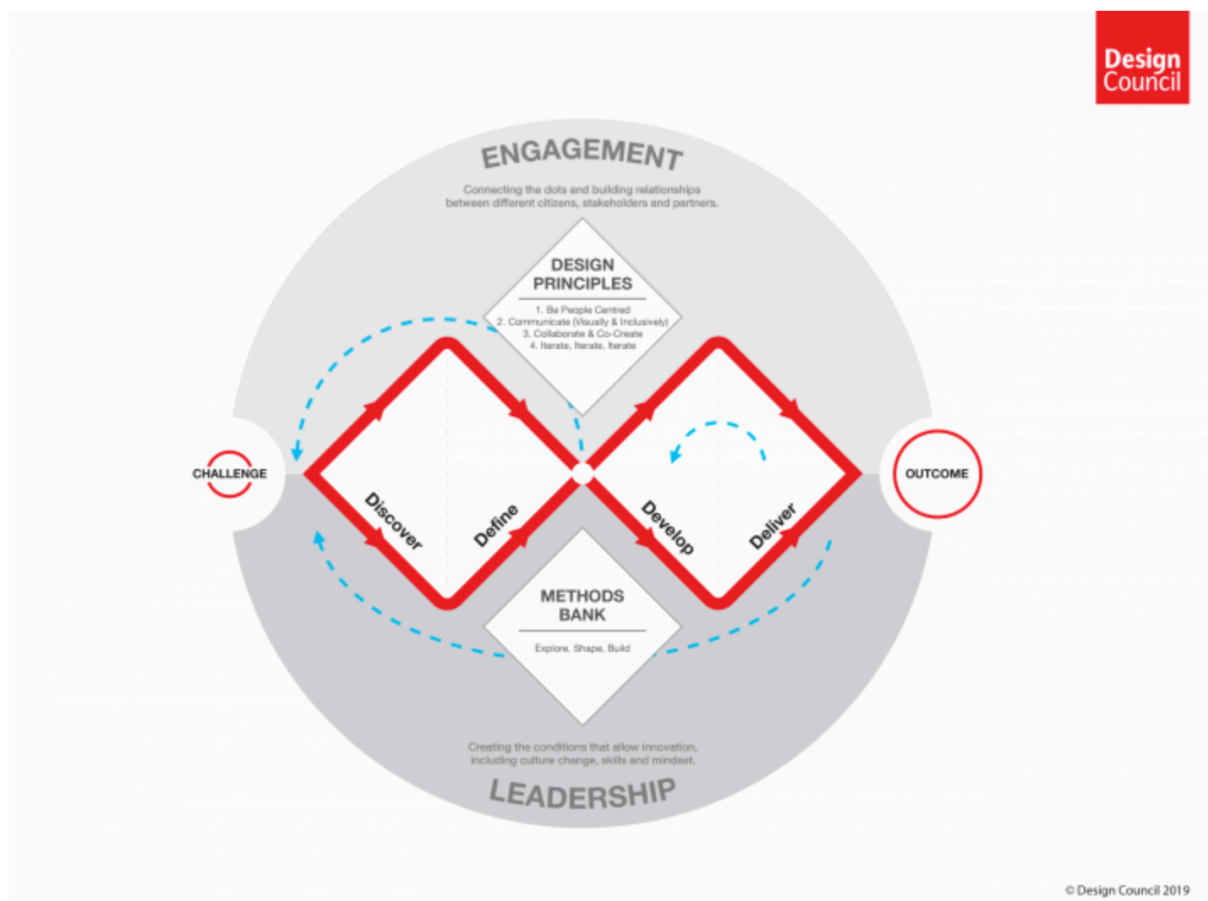 Design
Council
ENGAGEMENT
Connecting the dots and building relationships
between different citizens, stakeholders and partners.
DESIGN
PRINCIPLES
1. Be People Centred
2. Communicate (Visually & Inclusively)
3. Collaborate & Co-Create
4. Iterate, Iterate, Iterate
CHALLENGE
Discover
Define
Develop
Deliver
OUTCOME
METHODS
BANK
Explore, Shape, Build
Creating the conditions that allow innovation,
including culture change, skills and mindset.
LEADERSHIP
© Design Council 2019